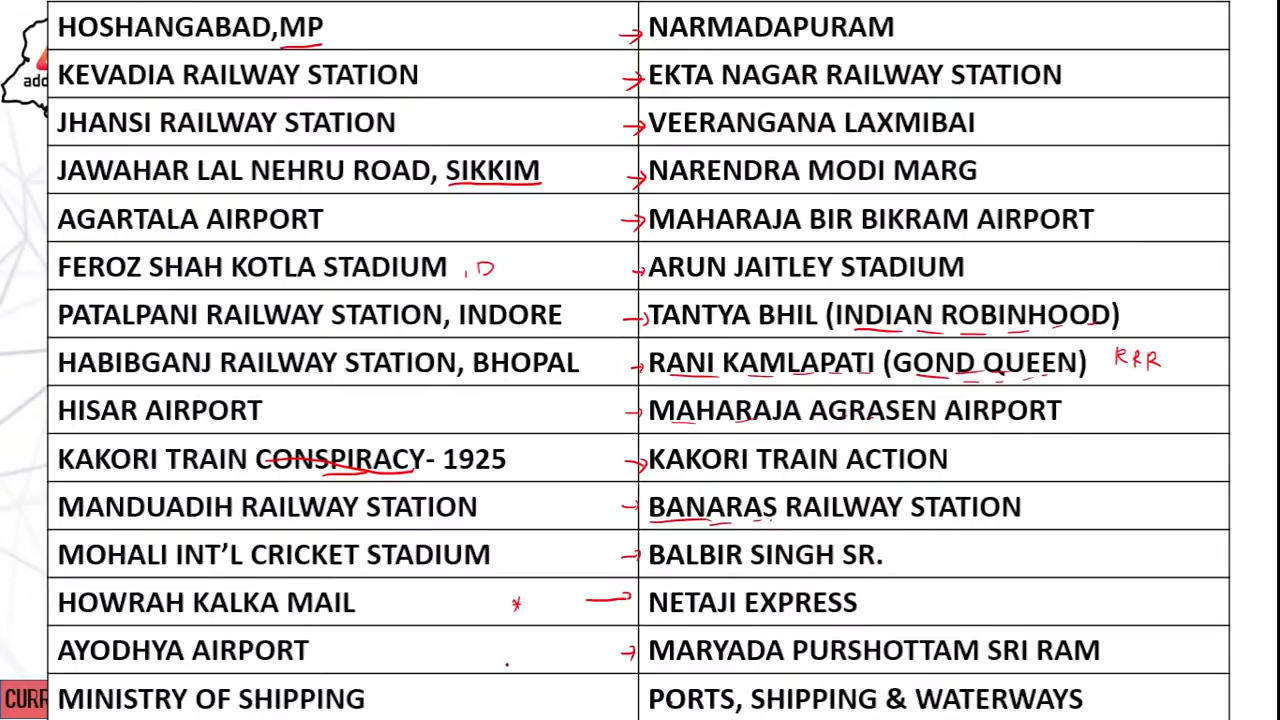 HOSHANGABAD,MP → NARMADAPURAM
KEVADIA RAILWAY STATION → EKTA NAGAR RAILWAY STATION
JHANSI RAILWAY STATION → VEERANGANA LAXMIBAI
JAWAHAR LAL NEHRU ROAD, SIKKIM → NARENDRA MODI MARG
AGARTALA AIRPORT → MAHARAJA BIR BIKRAM AIRPORT
add
FEROZ SHAH KOTLA STADIUM , D → ARUN JAITLEY STADIUM
PATALPANI RAILWAY STATION, INDORE → TANTYA BHIL (INDIAN ROBINHOOD)
HABIBGANJ RAILWAY STATION, BHOPAL → RANI KAMLAPATI (GOND QUEEN) RRR
HISAR AIRPORT → MAHARAJA AGRASEN AIRPORT
KAKORI TRAIN CONSPIRACY- 1925 → KAKORI TRAIN ACTION
MANDUADIH RAILWAY STATION → BANARAS RAILWAY STATION
MOHALI INT'L CRICKET STADIUM → BALBIR SINGH SR.
HOWRAH KALKA MAIL * → NETAJI EXPRESS
AYODHYA AIRPORT → MARYADA PURSHOTTAM SRI RAM
CURR
MINISTRY OF SHIPPING PORTS, SHIPPING & WATERWAYS